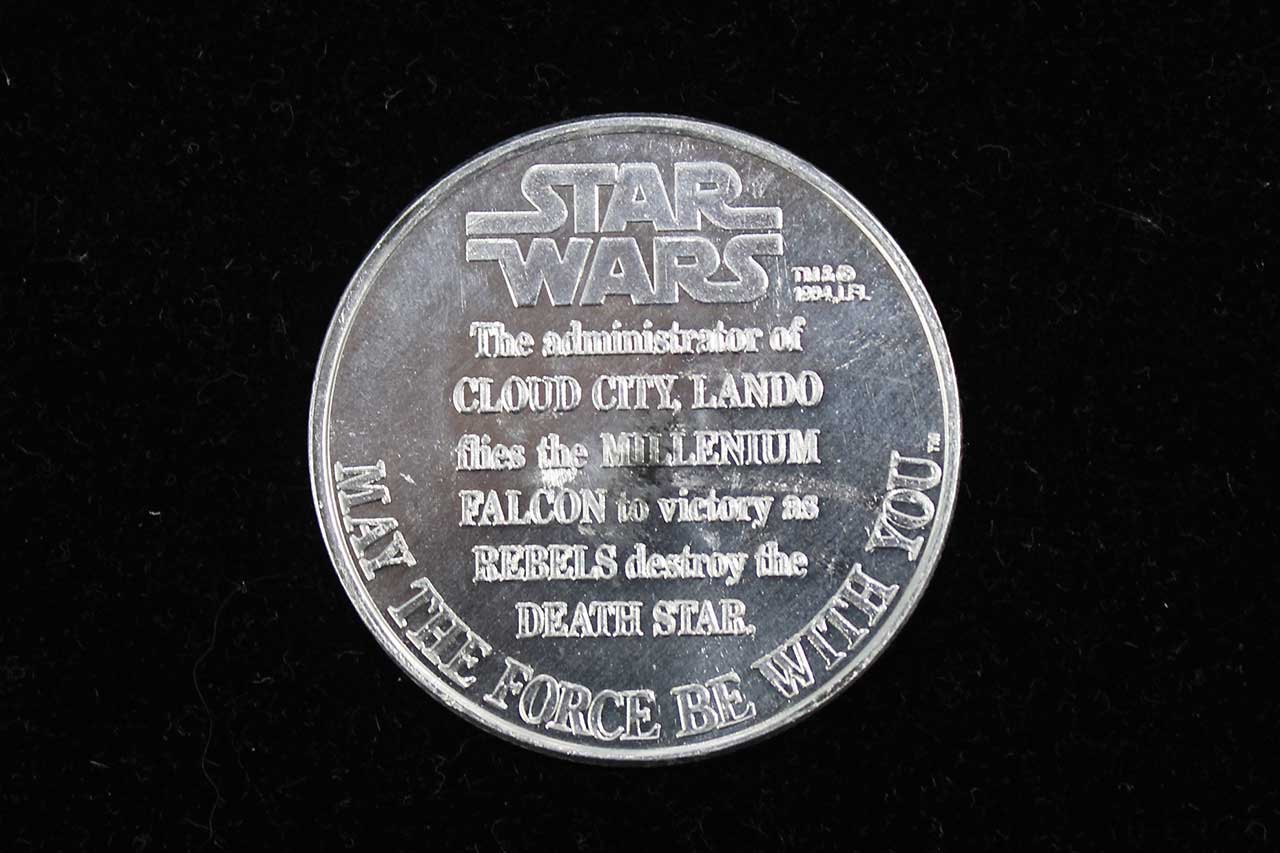 STAR
WARS
TM & ©
1984, LFL
The administrator of
CLOUD CITY, LANDO
flies the MILLENIUM
FALCON to victory as
REBELS destroy the
DEATH STAR.
MAY THE FORCE BE WITH YOU™